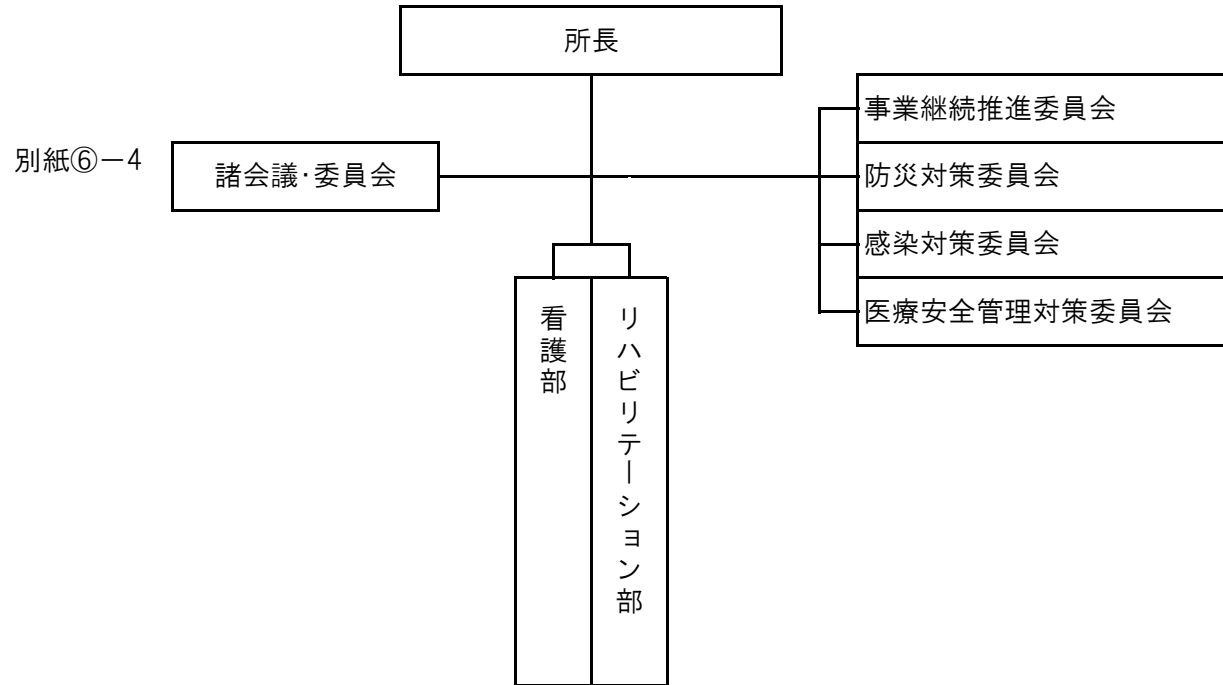 所長
事業継続推進委員会
別紙⑥－4
諸会議・委員会
防災対策委員会
感染対策委員会
医療安全管理対策委員会
看護部
リハビリテーション部